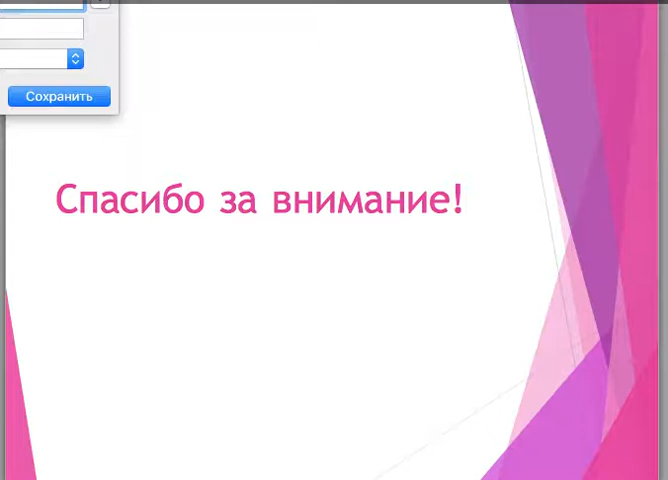 Сохранить
Спасибо за внимание!